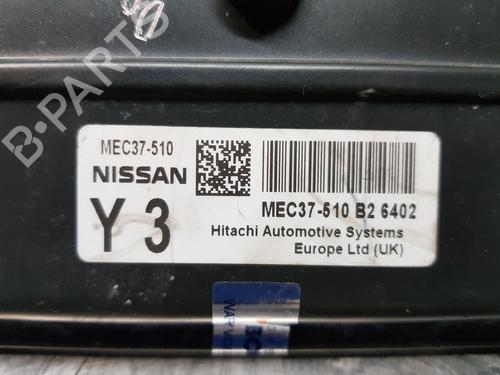 B-PARTS
MEC37-510
NISSAN
Y 3
MEC37-510 B2 6402
Hitachi Automotive Systems
Europe Ltd (UK)